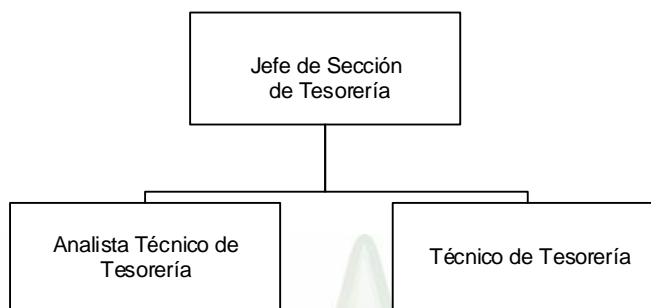 Jefe de Sección
de Tesorería
Analista Técnico de
Tesorería
Técnico de Tesorería